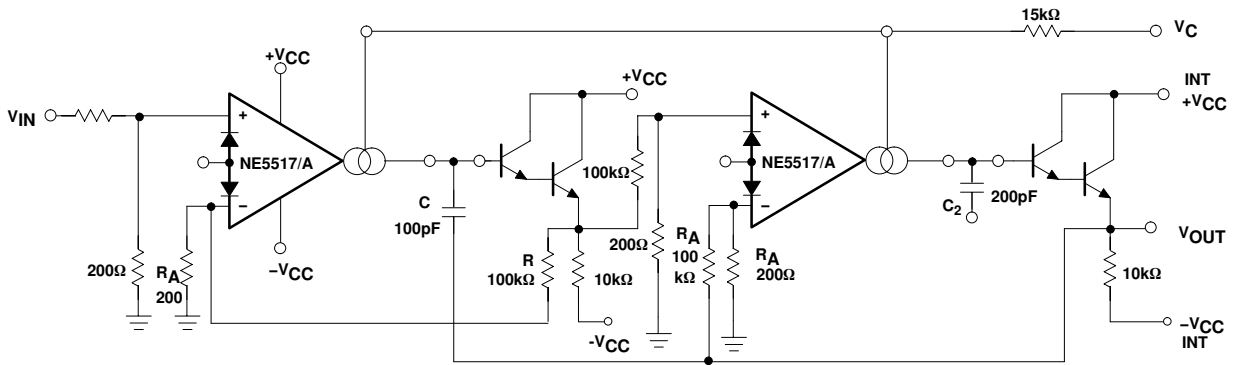 15kΩ
VC
+VCC
+VCC
INT
+VCC
VIN
+
NE5517/A
−
+
NE5517/A
−
100kΩ
C
100pF
200pF
C2
VOUT
200Ω
RA
200
−VCC
R
100kΩ
10kΩ
200Ω
RA
100
kΩ
RA
200Ω
10kΩ
-VCC
−VCC
INT